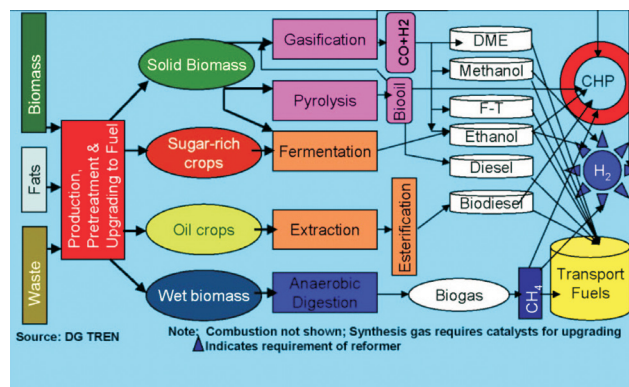 Biomass
Fats
Waste
Production,
Pretreatment &
Upgrading to Fuel
Solid Biomass
Sugar-rich
crops
Oil crops
Wet biomass
Gasification
Pyrolysis
Fermentation
Extraction
Anaerobic
Digestion
CO+H2
Biooil
Esterification
Biogas
DME
Methanol
F-T
Ethanol
Diesel
Biodiesel
CH4
CHP
H2
Transport
Fuels
Source: DG TREN
Note; Combustion not shown; Synthesis gas requires catalysts for upgrading
Indicates requirement of reformer